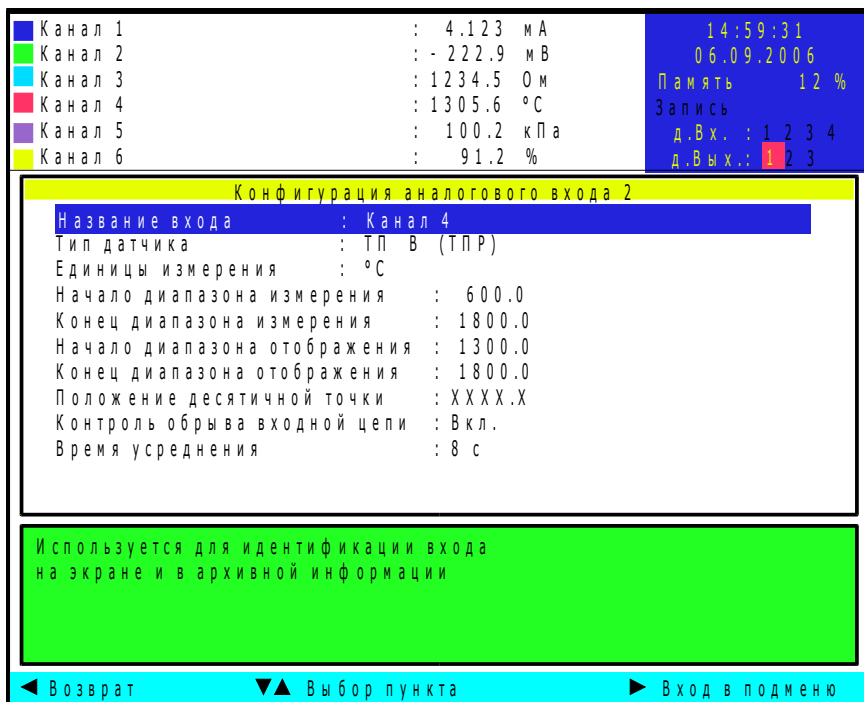 Канал 1 : 4.123 мА
Канал 2 : - 222.9 мВ
Канал 3 : 1234.5 Ом
Канал 4 : 1305.6 °C
Канал 5 : 100.2 кПа
Канал 6 : 91.2 %
14:59:31
06.09.2006
Память 12 %
Запись
д.Вх. : 1 2 3 4
д.Вых.: 1 2 3
Конфигурация аналогового входа 2
Название входа : Канал 4
Тип датчика : ТП В (ТПР)
Единицы измерения : °C
Начало диапазона измерения : 600.0
Конец диапазона измерения : 1800.0
Начало диапазона отображения : 1300.0
Конец диапазона отображения : 1800.0
Положение десятичной точки : XXXX.X
Контроль обрыва входной цепи : Вкл.
Время усреднения : 8 с
Используется для идентификации входа
на экране и в архивной информации
◄ Возврат ▼▲ Выбор пункта ► Вход в подменю